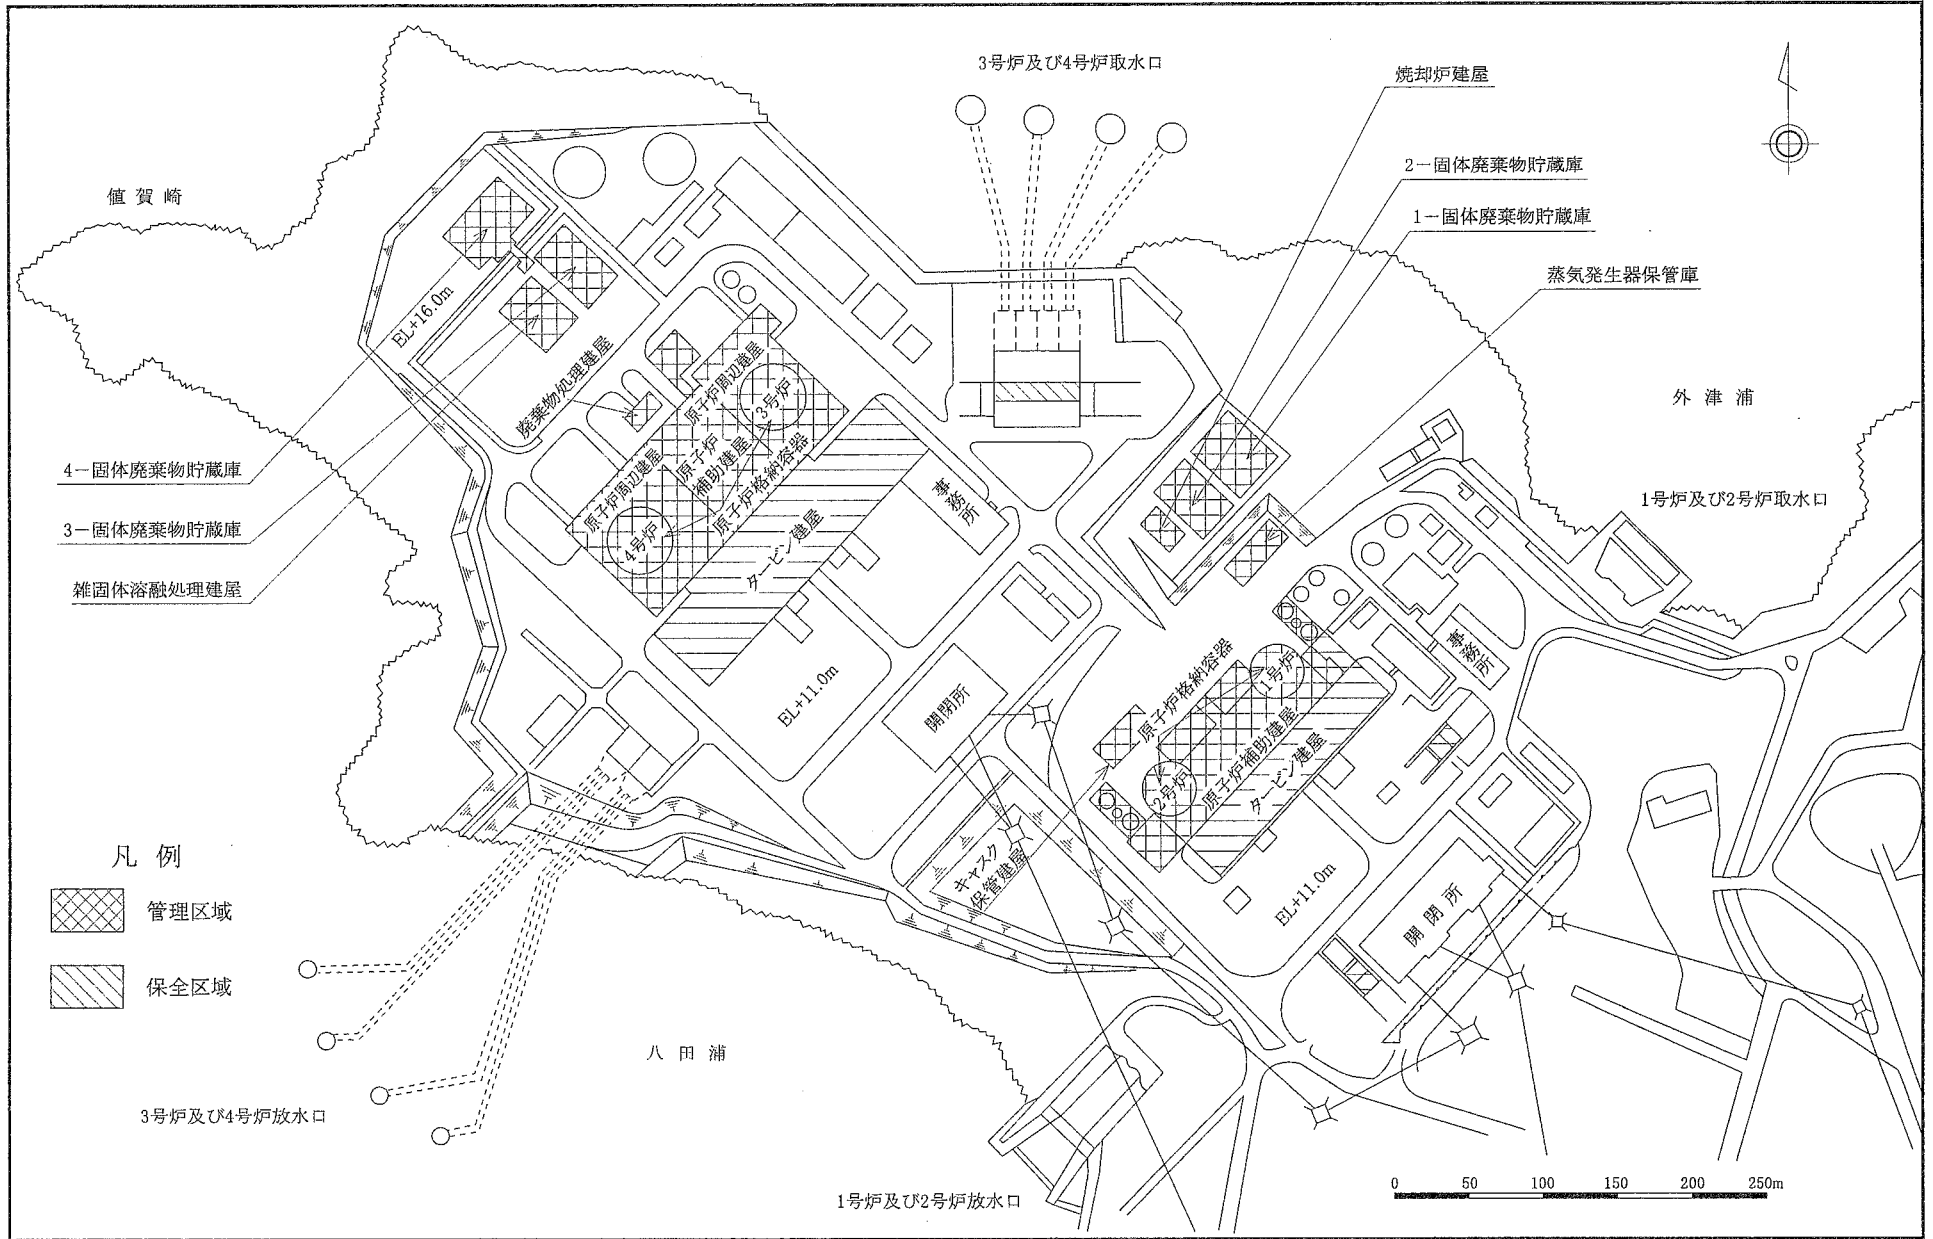 3号炉及び4号炉取水口
焼却炉建屋
2－固体廃棄物貯蔵庫
1－固体廃棄物貯蔵庫
蒸気発生器保管庫
値賀崎
EL+16.0m
廃棄物処理建屋
原子炉周辺建屋
3号炉
原子炉
補助建屋
原子炉格納容器
原子炉周辺建屋
4号炉
タービン建屋
事務所
外津浦
1号炉及び2号炉取水口
4－固体廃棄物貯蔵庫
3－固体廃棄物貯蔵庫
雑固体溶融処理建屋
EL+11.0m
開閉所
原子炉格納容器
1号炉
2号炉
原子炉補助建屋
タービン建屋
事務所
キャスク
保管建屋
EL+11.0m
開閉所
凡例
管理区域
保全区域
八田浦
3号炉及び4号炉放水口
1号炉及び2号炉放水口
0 50 100 150 200 250m